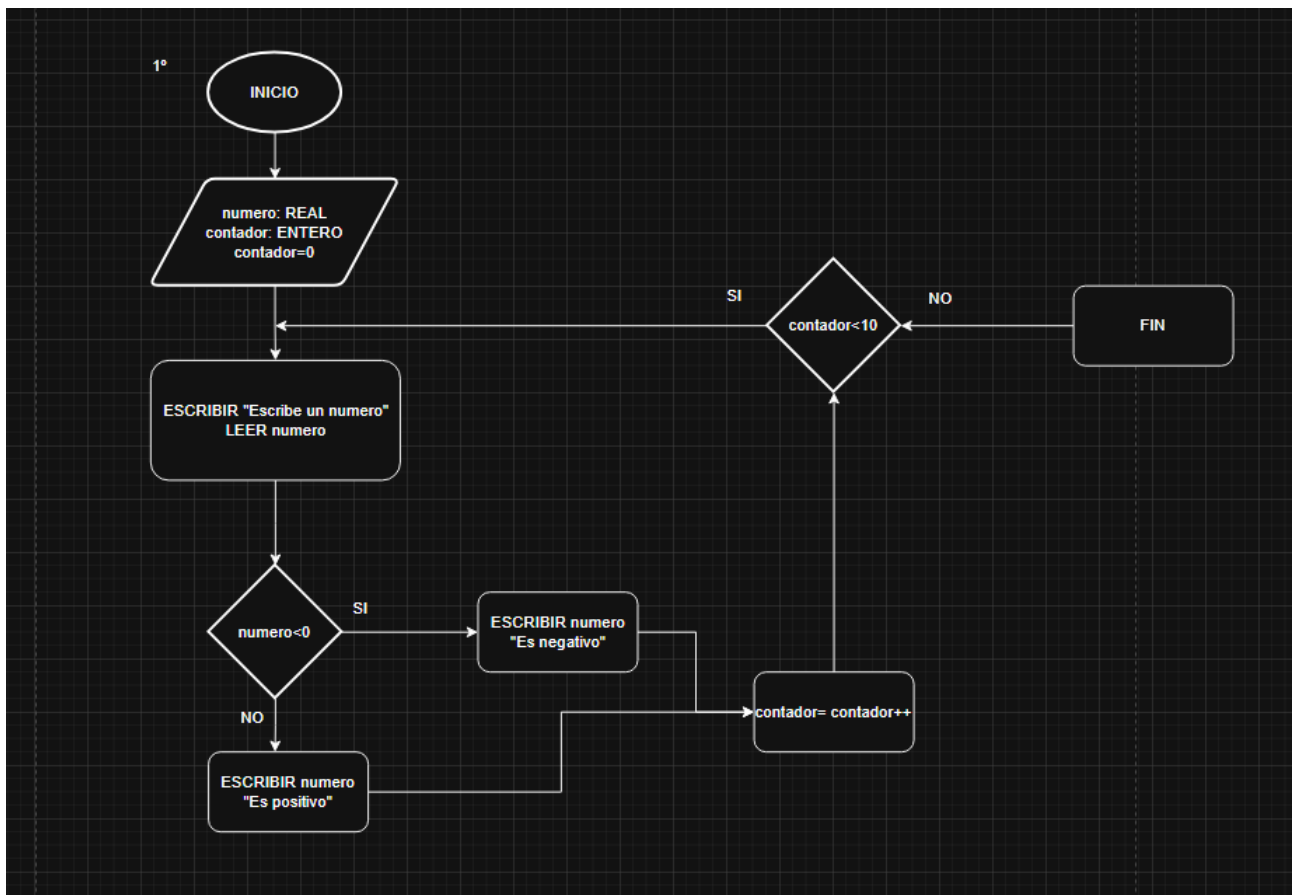 1º
INICIO
numero: REAL
contador: ENTERO
contador=0
SI
contador<10
NO
FIN
ESCRIBIR "Escribe un numero"
LEER numero
numero<0
SI
ESCRIBIR numero
"Es negativo"
NO
contador= contador++
ESCRIBIR numero
"Es positivo"